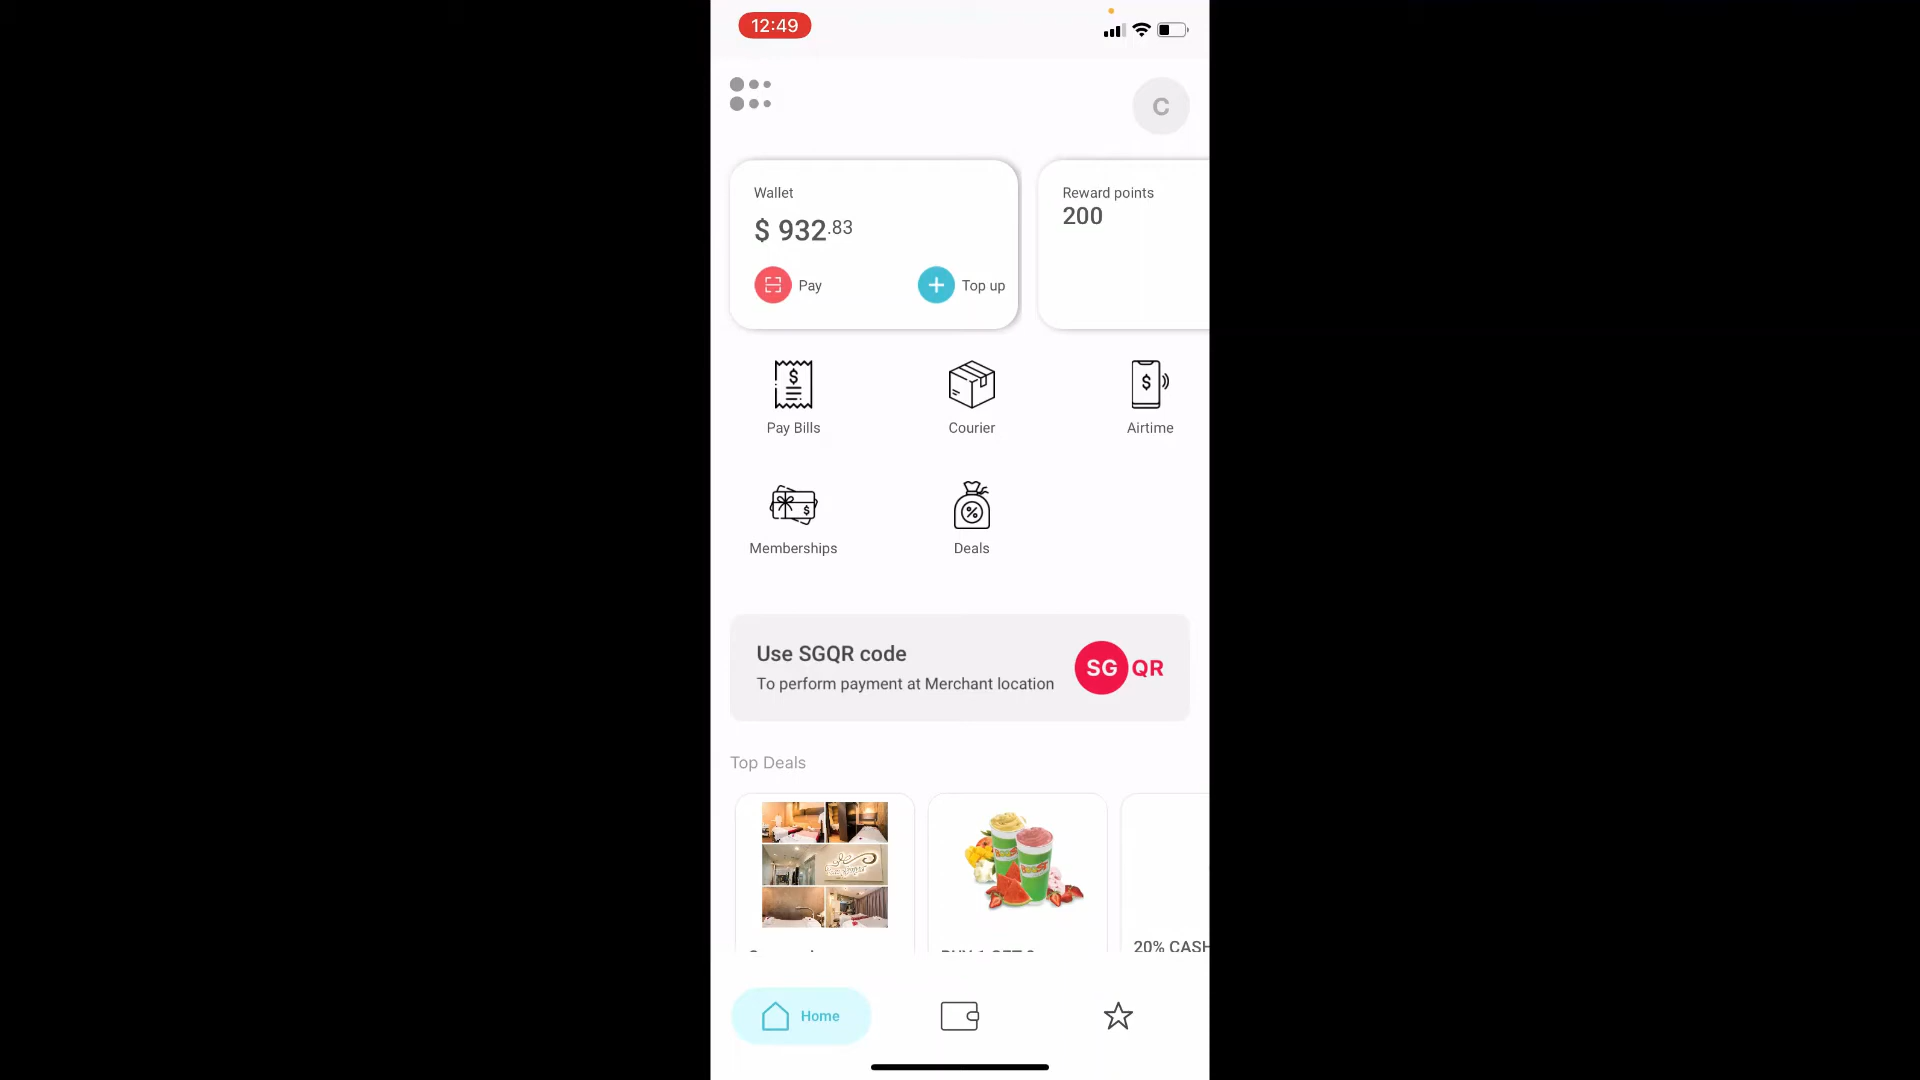 12:49
C
Wallet
$ 932.83
Pay
Top up
Reward points
200
Pay Bills
Courier
Airtime
Memberships
Deals
Use SGQR code
To perform payment at Merchant location
SG QR
Top Deals
20% CASH
Home